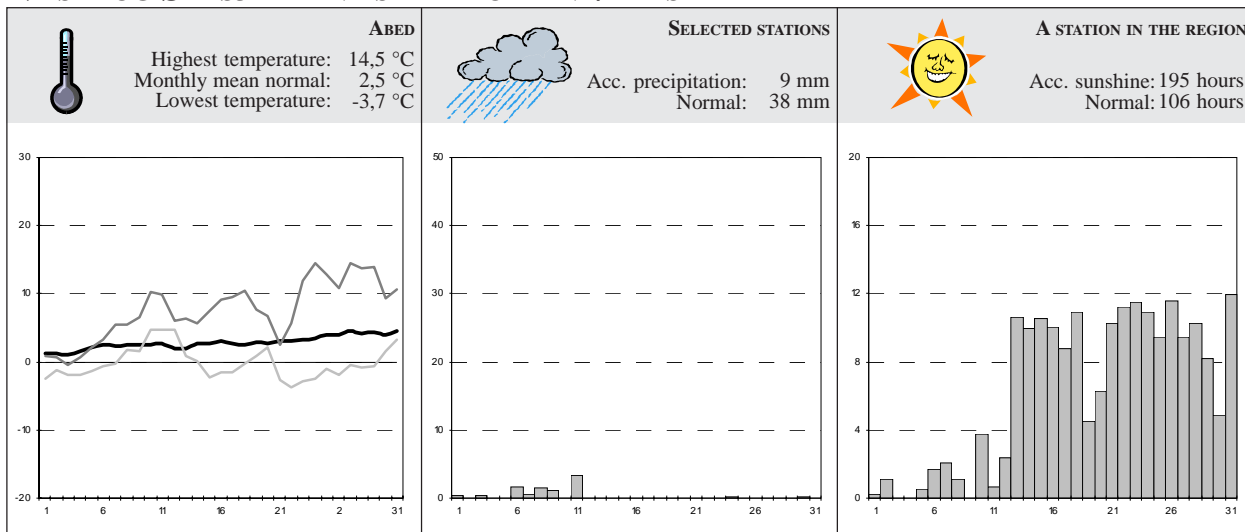 ABED
Highest temperature: 14,5 °C
Monthly mean normal: 2,5 °C
Lowest temperature: -3,7 °C
SELECTED STATIONS
Acc. precipitation: 9 mm
Normal: 38 mm
A STATION IN THE REGION
Acc. sunshine: 195 hours
Normal: 106 hours
30
20
10
0
-10
-20
1 6 11 16 21 2 31
50
40
30
20
10
0
1 6 11 16 21 26 31
20
16
12
8
4
0
1 6 11 16 21 26 31